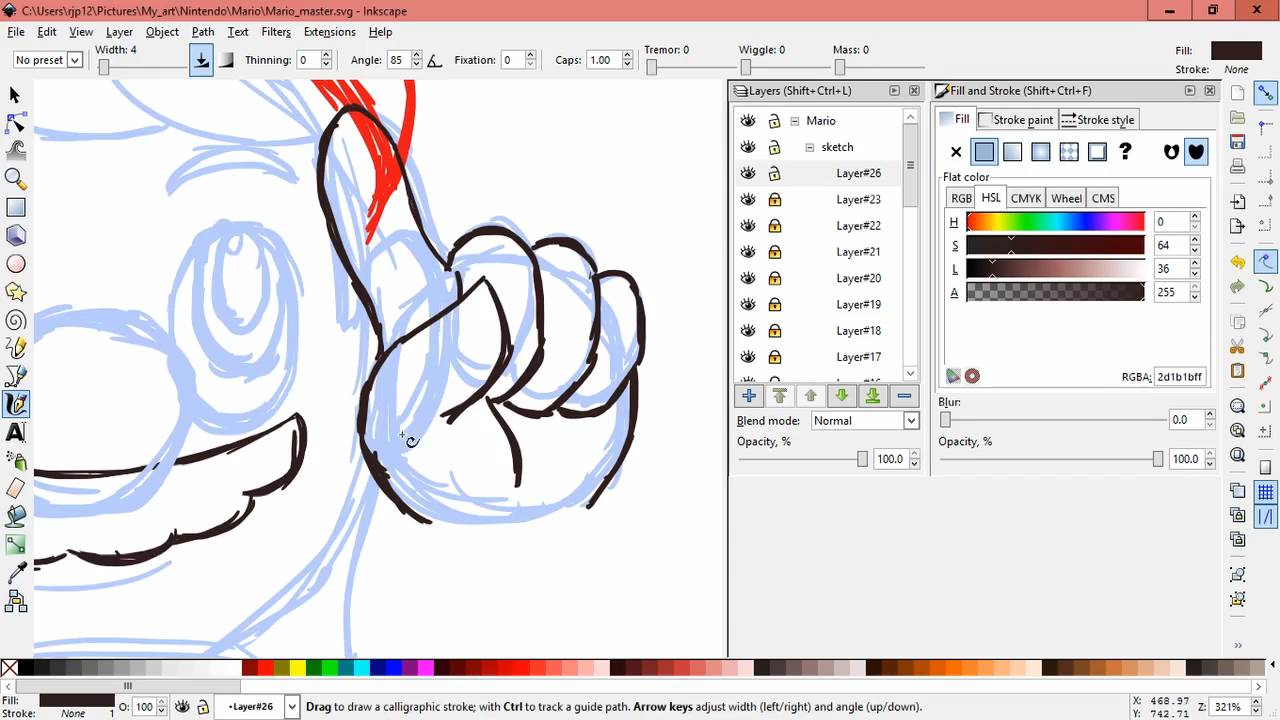 C:\Users\rjp12\Pictures\My_art\Nintendo\Mario\Mario_master.svg - Inkscape
File Edit View Layer Object Path Text Filters Extensions Help
No preset Width: 4 Thinning: 0 Angle: 85 Fixation: 0 Caps: 1.00 Tremor: 0 Wiggle: 0 Mass: 0 Fill:
Stroke: None
Layers (Shift+Ctrl+L) Fill and Stroke (Shift+Ctrl+F)
Mario
sketch
Layer#26
Layer#23
Layer#22
Layer#21
Layer#20
Layer#19
Layer#18
Layer#17
Blend mode: Normal
Opacity, % 100.0
Fill Stroke paint Stroke style
?
Flat color
RGB HSL CMYK Wheel CMS
H 0
S 64
L 36
A 255
RGBA: 2d1b1bff
Blur:
0.0
Opacity, %
100.0
Fill:
Stroke: None 1 O: 100 •Layer#26 Drag to draw a calligraphic stroke; with Ctrl to track a guide path. Arrow keys adjust width (left/right) and angle (up/down). X: 468.97
Y: 742.71 Z: 321%